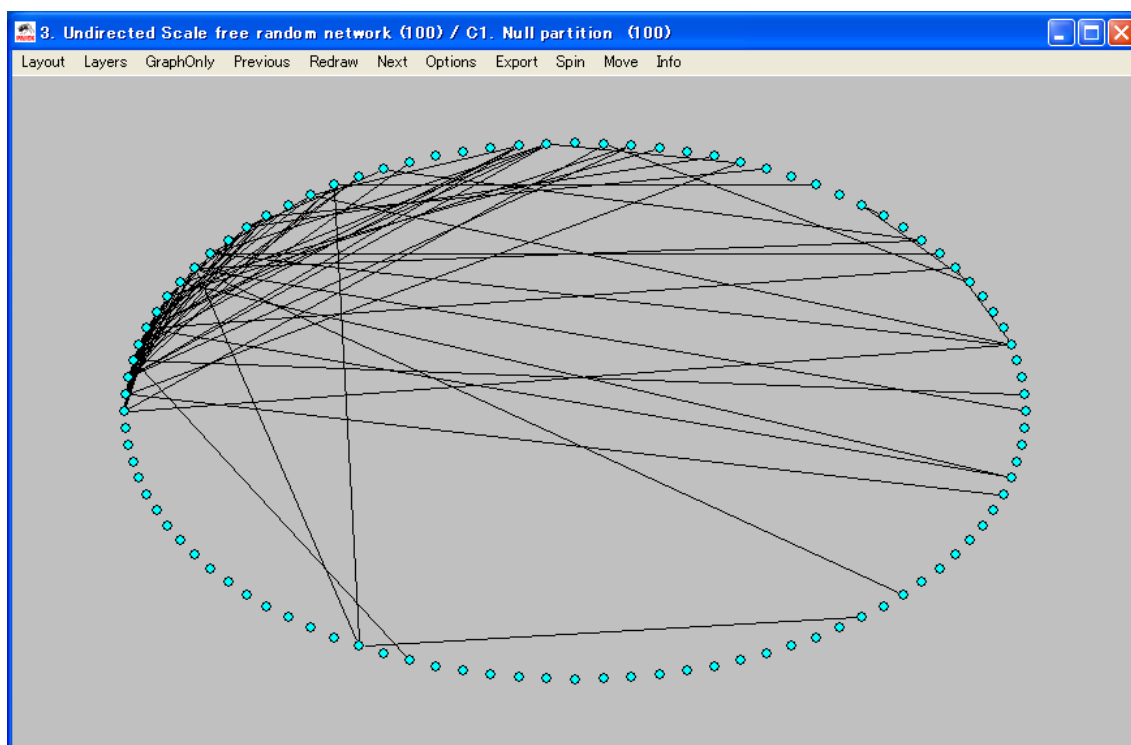 3. Undirected Scale free random network (100) / C1. Null partition (100)
Layout Layers GraphOnly Previous Redraw Next Options Export Spin Move Info